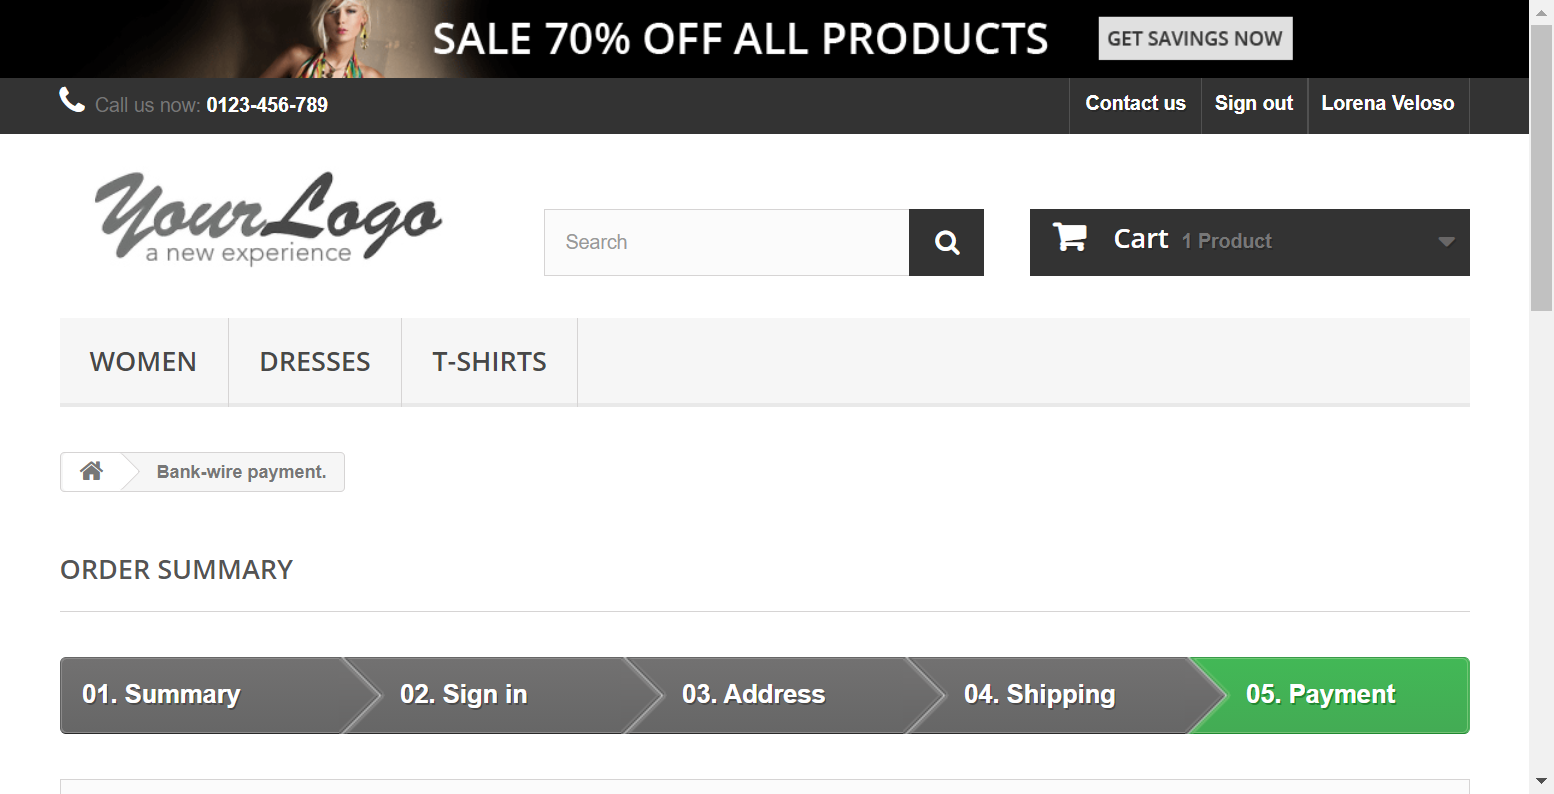 SALE 70% OFF ALL PRODUCTS GET SAVINGS NOW
Call us now: 0123-456-789 Contact us Sign out Lorena Veloso
YourLogo
a new experience
Search
Cart 1 Product
WOMEN DRESSES T-SHIRTS
Bank-wire payment.
ORDER SUMMARY
01. Summary 02. Sign in 03. Address 04. Shipping 05. Payment